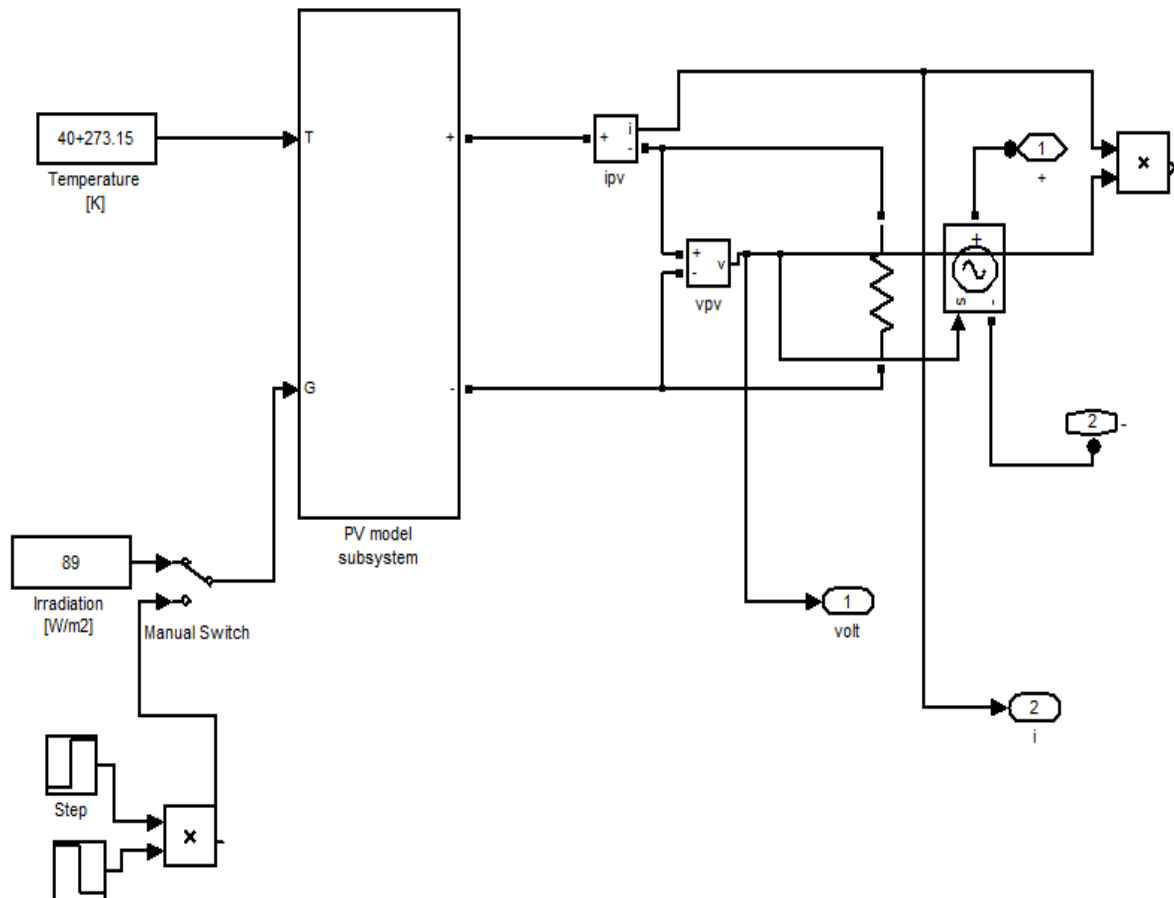 40+273.15
Temperature
[K]
T
+
G
-
PV model
subsystem
+
i
-
ipv
+
-
v
vpv
1
+
×
+
s
-
2
-
89
Irradiation
[W/m2]
Manual Switch
1
volt
2
i
Step
×